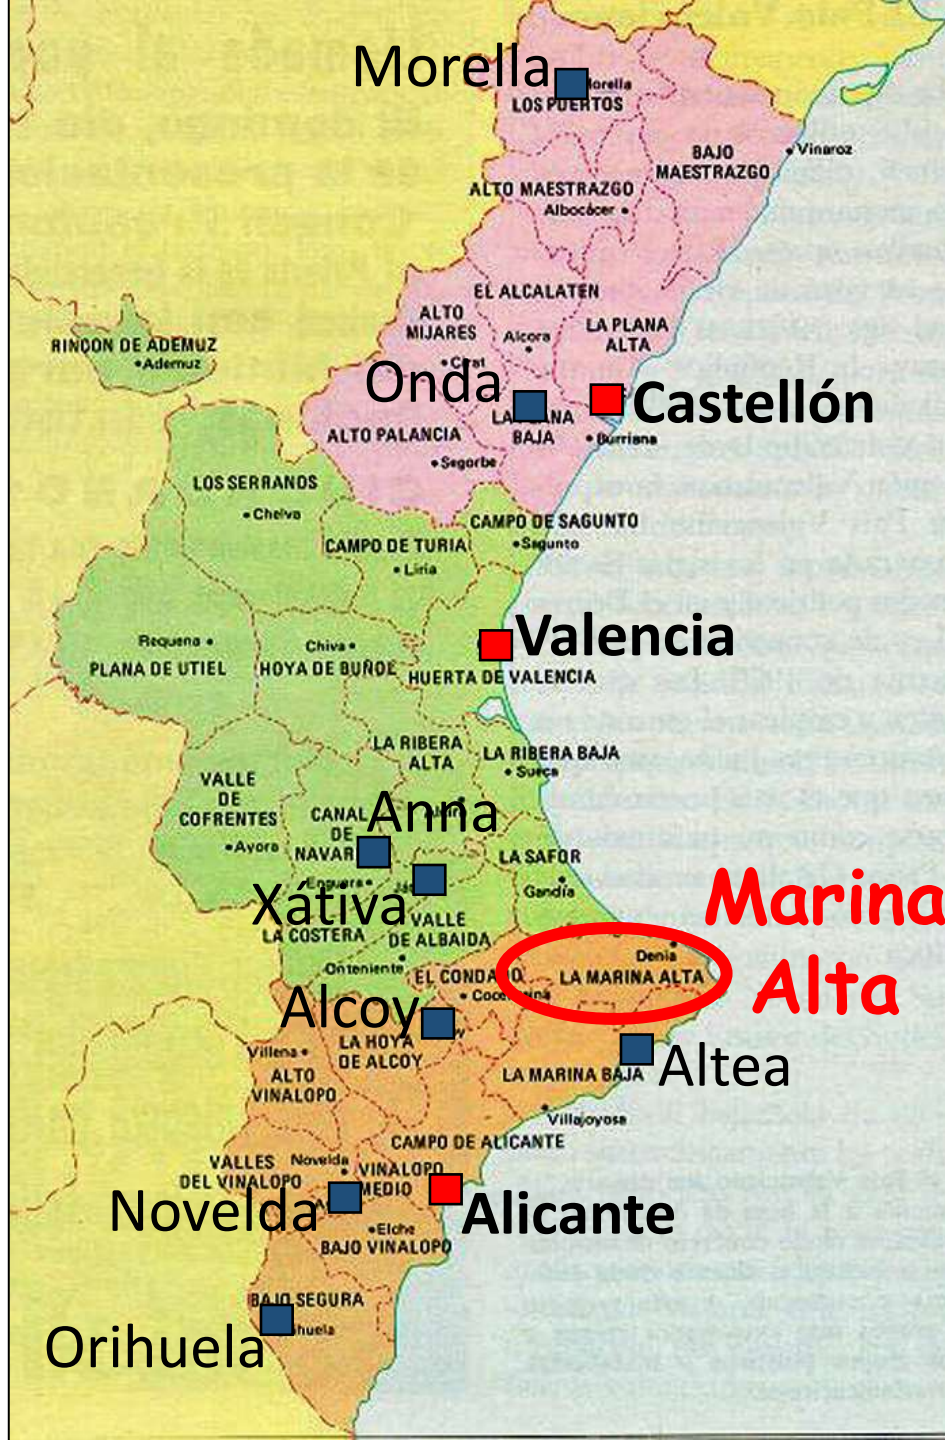 Morella
LOS PUERTOS
BAJO
MAESTRAZGO
Vinaroz
ALTO MAESTRAZGO
Albocácer
EL ALCALATEN
ALTO
MIJARES
Alcora
LA PLANA
ALTA
RINCON DE ADEMUZ
Ademuz
Onda
Castellón
BAJA
ALTO PALANCIA
Burriana
Segorbe
LOS SERRANOS
Chelva
CAMPO DE SAGUNTO
Sagunto
CAMPO DE TURIA
Liria
Valencia
Requena
PLANA DE UTIEL
Chiva
HOYA DE BUÑOL
HUERTA DE VALENCIA
LA RIBERA
ALTA
LA RIBERA BAJA
Sueca
VALLE
DE
COFRENTES
Ayora
Anna
CANAL
DE
LA SAFOR
Gandía
Marina
Alta
Xátiva
LA COSTERA
VALLE
DE ALBAIDA
Onteniente
Denia
LA MARINA ALTA
EL CONDADO
Alcoy
LA HOYA
DE ALCOY
Villena
ALTO
VINALOPO
Altea
LA MARINA BAJA
Villajoyosa
CAMPO DE ALICANTE
VALLES
DEL VINALOPO
Novelda
VINALOPO
MEDIO
Novelda
Alicante
Elche
BAJO VINALOPO
BAJO SEGURA
Orihuela